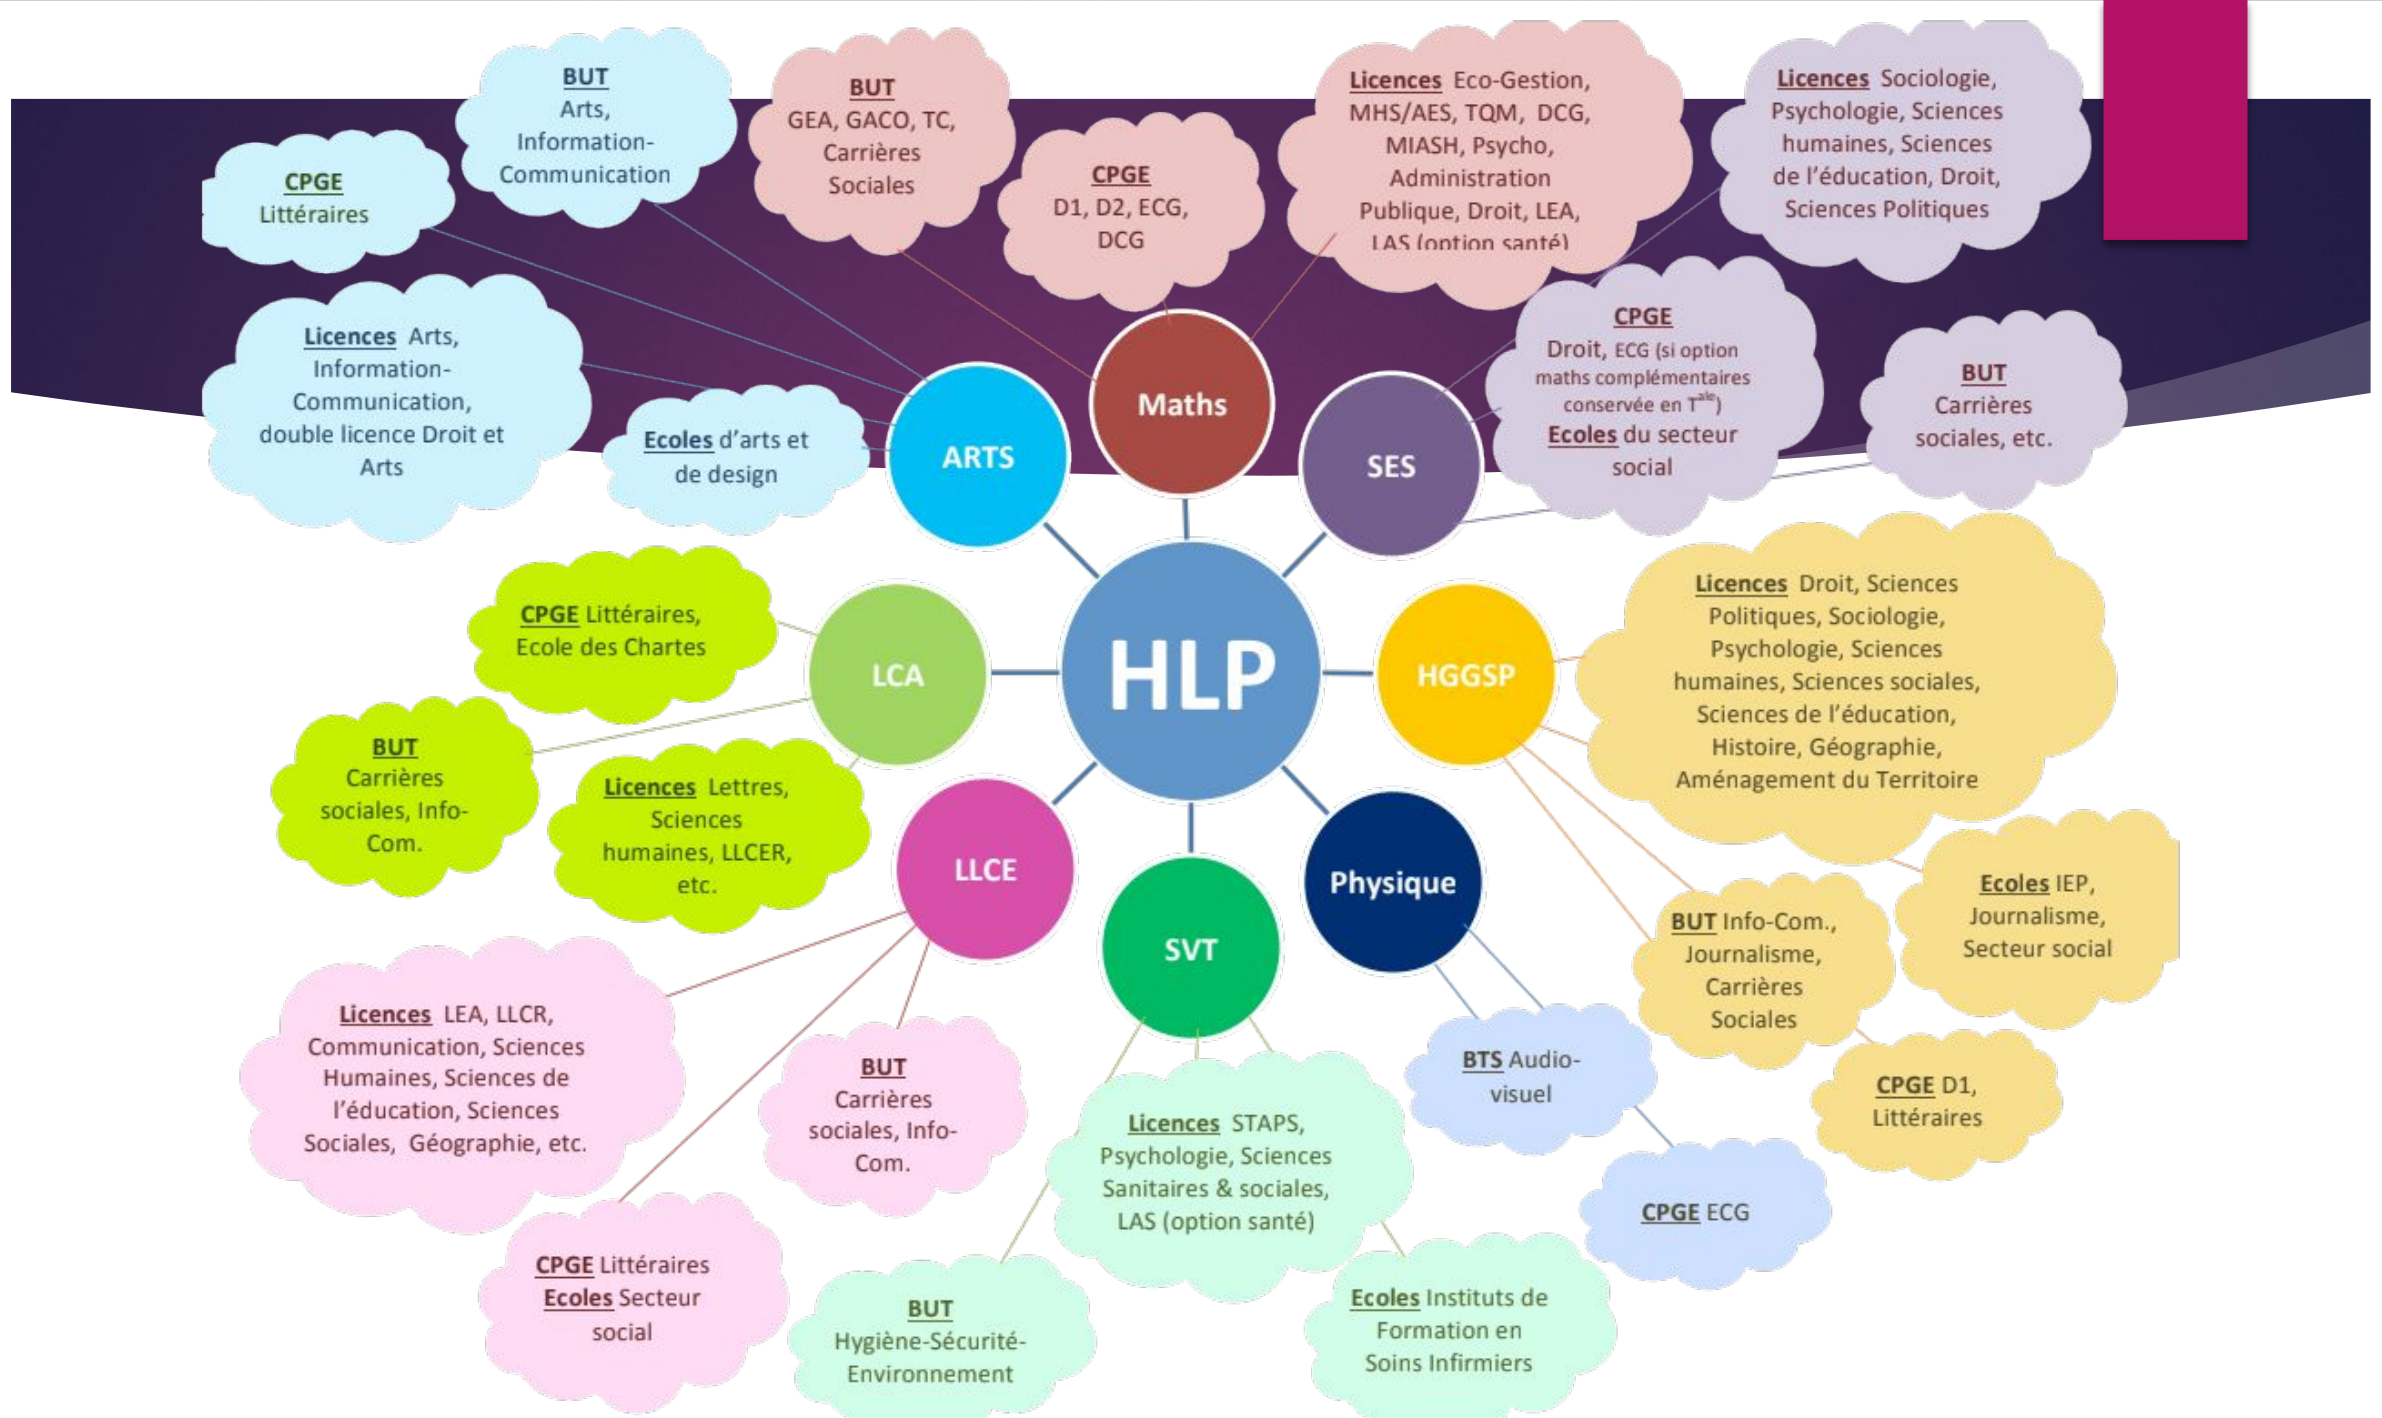 BUT
Arts,
Information-
Communication
BUT
GEA, GACO, TC,
Carrières
Sociales
CPGE
D1, D2, ECG,
DCG
Licences Eco-Gestion,
MHS/AES, TQM, DCG,
MIASH, Psycho,
Administration
Publique, Droit, LEA,
LAS (option santé)
Licences Sociologie,
Psychologie, Sciences
humaines, Sciences
de l'éducation, Droit,
Sciences Politiques
CPGE
Littéraires
Licences Arts,
Information-
Communication,
double licence Droit et
Arts
Ecoles d'arts et
de design
ARTS
Maths
SES
CPGE
Droit, ECG (si option
maths complémentaires
conservée en Tale)
Ecoles du secteur
social
BUT
Carrières
sociales, etc.
CPGE Littéraires,
Ecole des Chartes
LCA
HLP
HGGSP
Licences Droit, Sciences
Politiques, Sociologie,
Psychologie, Sciences
humaines, Sciences sociales,
Sciences de l'éducation,
Histoire, Géographie,
Aménagement du Territoire
BUT
Carrières
sociales, Info-
Com.
Licences Lettres,
Sciences
humaines, LLCER,
etc.
LLCE
SVT
Physique
BUT Info-Com.,
Journalisme,
Carrières
Sociales
Ecoles IEP,
Journalisme,
Secteur social
Licences LEA, LLCR,
Communication, Sciences
Humaines, Sciences de
l'éducation, Sciences
Sociales, Géographie, etc.
BUT
Carrières
sociales, Info-
Com.
Licences STAPS,
Psychologie, Sciences
Sanitaires & sociales,
LAS (option santé)
BTS Audio-
visuel
CPGE D1,
Littéraires
CPGE ECG
CPGE Littéraires
Ecoles Secteur
social
BUT
Hygiène-Sécurité-
Environnement
Ecoles Instituts de
Formation en
Soins Infirmiers